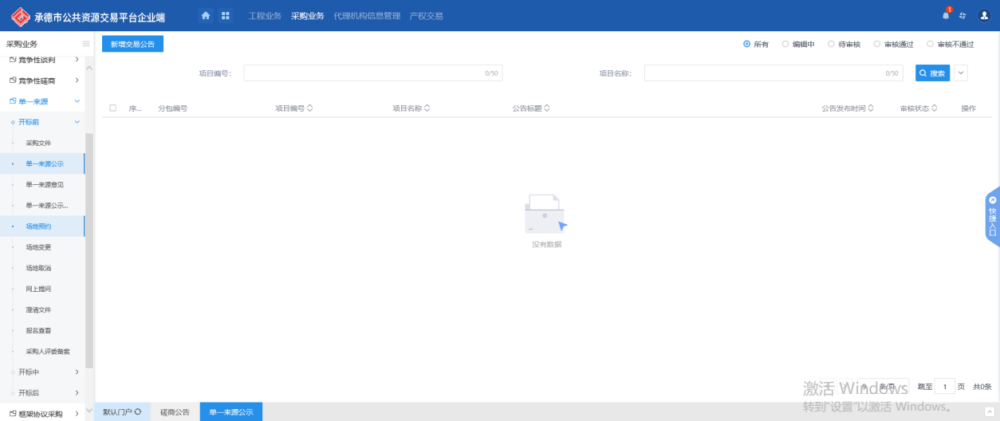 承德市公共资源交易平台企业端
工程业务 采购业务 代理机构信息管理 产权交易
1
采购业务
竞争性谈判
竞争性磋商
单一来源
开标前
采购文件
单一来源公示
单一来源意见
单一来源公示...
场地预约
场地变更
场地取消
网上提问
澄清文件
报名查看
采购人评委备案
开标中
开标后
框架协议采购
新增交易公告
所有 编辑中 待审核 审核通过 审核不通过
项目编号: 0/50 项目名称: 0/50 搜索
序... 分包编号 项目编号 项目名称 公告标题 公告发布时间 审核状态 操作
没有数据
快捷入口
条/页 跳至 1 页 共0条
激活 Windows
转到"设置"以激活 Windows。
默认门户 磋商公告 单一来源公示